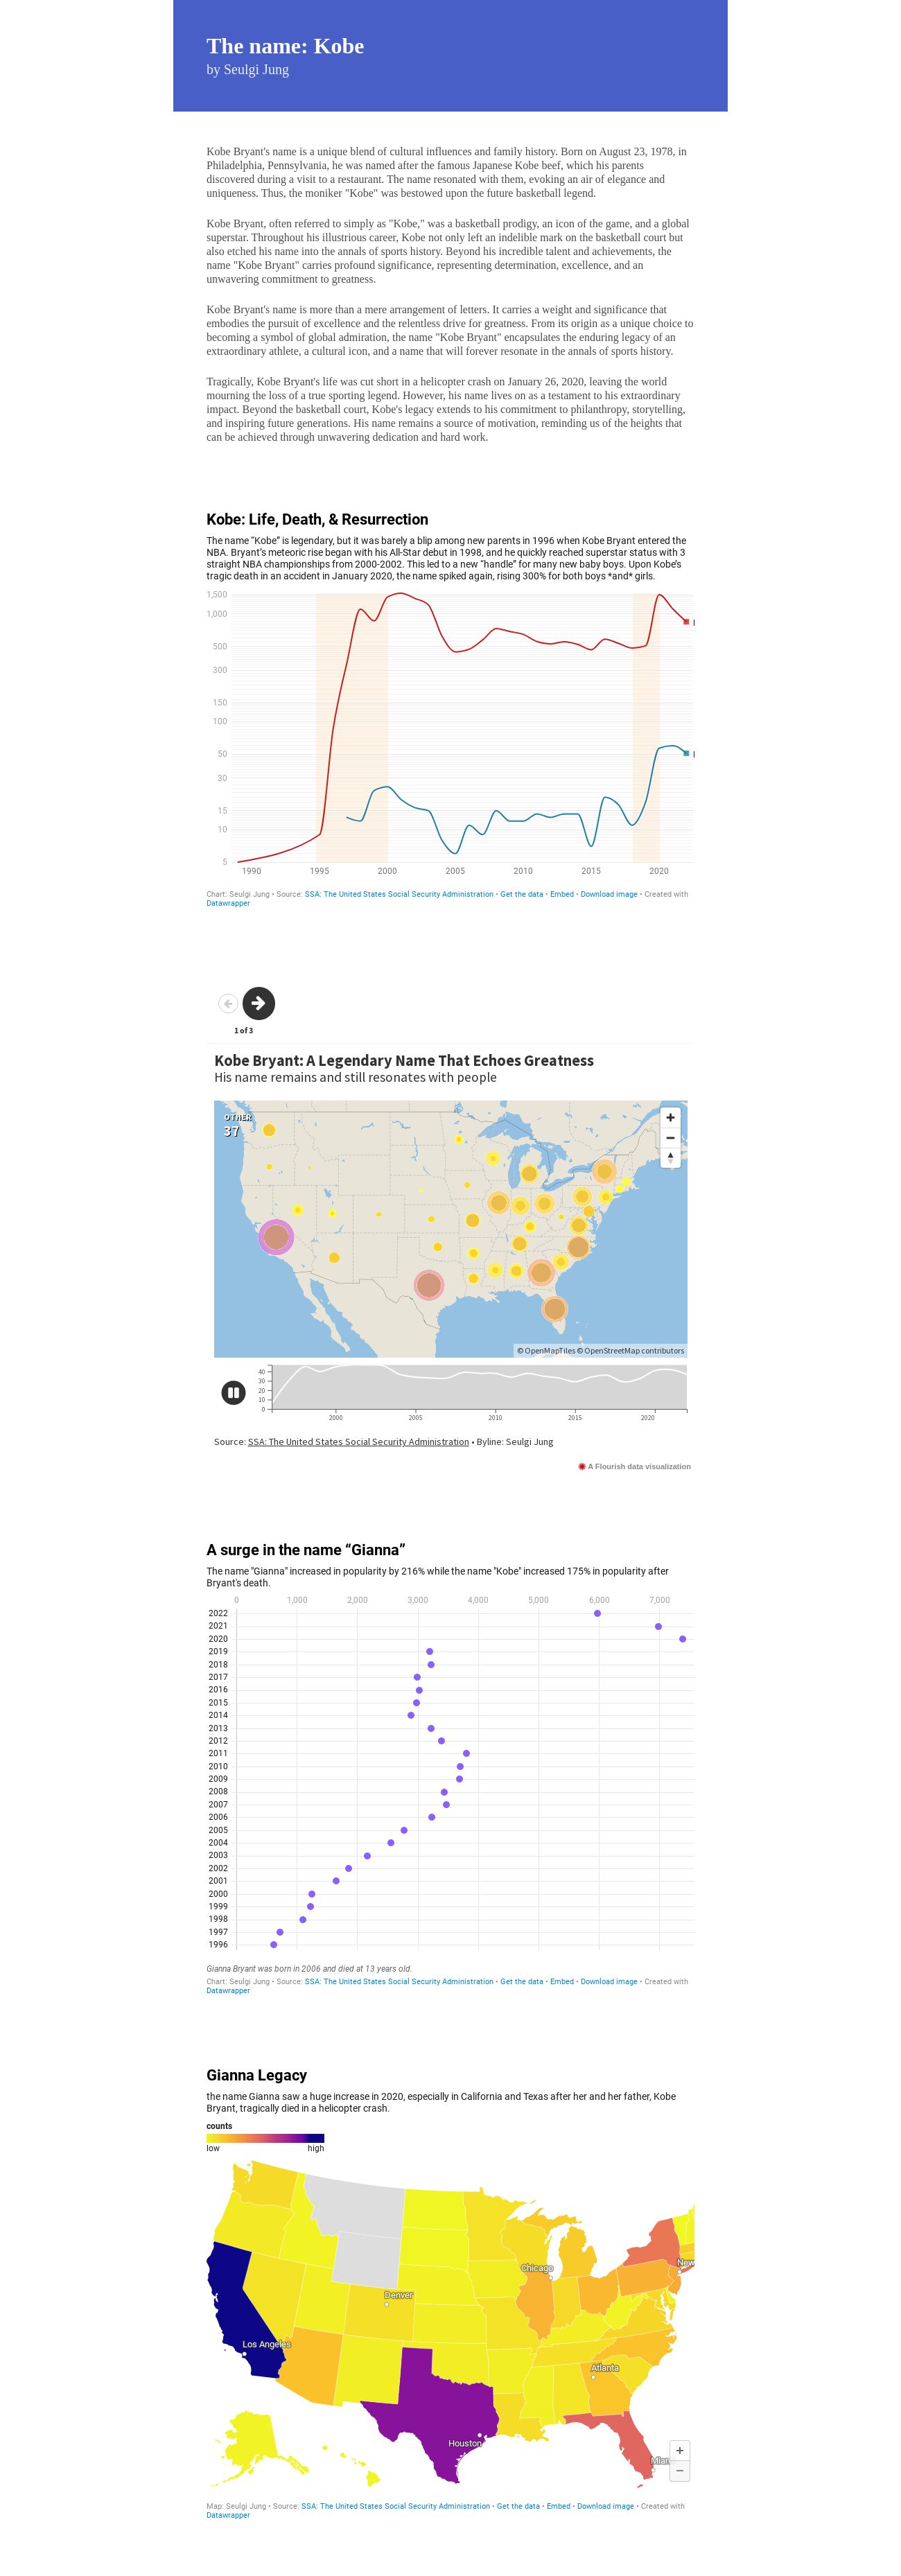 The name: Kobe
by Seulgi Jung
Kobe Bryant's name is a unique blend of cultural influences and family history. Born on August 23, 1978, in
Philadelphia, Pennsylvania, he was named after the famous Japanese Kobe beef, which his parents
discovered during a visit to a restaurant. The name resonated with them, evoking an air of elegance and
uniqueness. Thus, the moniker "Kobe" was bestowed upon the future basketball legend.
Kobe Bryant, often referred to simply as "Kobe," was a basketball prodigy, an icon of the game, and a global
superstar. Throughout his illustrious career, Kobe not only left an indelible mark on the basketball court but
also etched his name into the annals of sports history. Beyond his incredible talent and achievements, the
name "Kobe Bryant" carries profound significance, representing determination, excellence, and an
unwavering commitment to greatness.
Kobe Bryant's name is more than a mere arrangement of letters. It carries a weight and significance that
embodies the pursuit of excellence and the relentless drive for greatness. From its origin as a unique choice to
becoming a symbol of global admiration, the name "Kobe Bryant" encapsulates the enduring legacy of an
extraordinary athlete, a cultural icon, and a name that will forever resonate in the annals of sports history.
Tragically, Kobe Bryant's life was cut short in a helicopter crash on January 26, 2020, leaving the world
mourning the loss of a true sporting legend. However, his name lives on as a testament to his extraordinary
impact. Beyond the basketball court, Kobe's legacy extends to his commitment to philanthropy, storytelling,
and inspiring future generations. His name remains a source of motivation, reminding us of the heights that
can be achieved through unwavering dedication and hard work.
Kobe: Life, Death, & Resurrection
The name “Kobe” is legendary, but it was barely a blip among new parents in 1996 when Kobe Bryant entered the
NBA. Bryant’s meteoric rise began with his All-Star debut in 1998, and he quickly reached superstar status with 3
straight NBA championships from 2000-2002. This led to a new “handle” for many new baby boys. Upon Kobe’s
tragic death in an accident in January 2020, the name spiked again, rising 300% for both boys *and* girls.
1,500
1,000
500
300
150
100
50
30
15
10
5
1990 1995 2000 2005 2010 2015 2020
Chart: Seulgi Jung • Source: SSA: The United States Social Security Administration • Get the data • Embed • Download image • Created with
Datawrapper
1 of 3
Kobe Bryant: A Legendary Name That Echoes Greatness
His name remains and still resonates with people
OTHER
37
© OpenMapTiles © OpenStreetMap contributors
40
30
20
10
0
2000 2005 2010 2015 2020
Source: SSA: The United States Social Security Administration • Byline: Seulgi Jung
A Flourish data visualization
A surge in the name “Gianna”
The name "Gianna" increased in popularity by 216% while the name "Kobe" increased 175% in popularity after
Bryant's death.
0 1,000 2,000 3,000 4,000 5,000 6,000 7,000
2022
2021
2020
2019
2018
2017
2016
2015
2014
2013
2012
2011
2010
2009
2008
2007
2006
2005
2004
2003
2002
2001
2000
1999
1998
1997
1996
Gianna Bryant was born in 2006 and died at 13 years old.
Chart: Seulgi Jung • Source: SSA: The United States Social Security Administration • Get the data • Embed • Download image • Created with
Datawrapper
Gianna Legacy
the name Gianna saw a huge increase in 2020, especially in California and Texas after her and her father, Kobe
Bryant, tragically died in a helicopter crash.
counts
low high
Chicago
New
Denver
Los Angeles
Atlanta
Houston
Miam
Map: Seulgi Jung • Source: SSA: The United States Social Security Administration • Get the data • Embed • Download image • Created with
Datawrapper